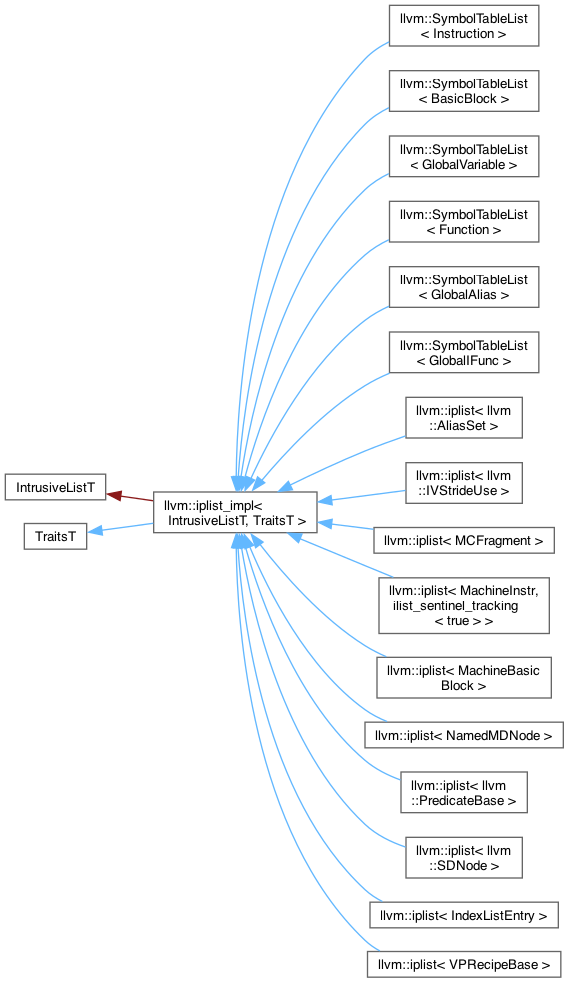 llvm::SymbolTableList
< Instruction >
llvm::SymbolTableList
< BasicBlock >
llvm::SymbolTableList
< GlobalVariable >
llvm::SymbolTableList
< Function >
llvm::SymbolTableList
< GlobalAlias >
llvm::SymbolTableList
< GlobalIFunc >
llvm::iplist< llvm
::AliasSet >
llvm::iplist< llvm
::IVStrideUse >
IntrusiveListT
llvm::iplist_impl<
IntrusiveListT, TraitsT >
TraitsT
llvm::iplist< MCFragment >
llvm::iplist< MachineInstr,
ilist_sentinel_tracking
< true > >
llvm::iplist< MachineBasic
Block >
llvm::iplist< NamedMDNode >
llvm::iplist< llvm
::PredicateBase >
llvm::iplist< llvm
::SDNode >
llvm::iplist< IndexListEntry >
llvm::iplist< VPRecipeBase >